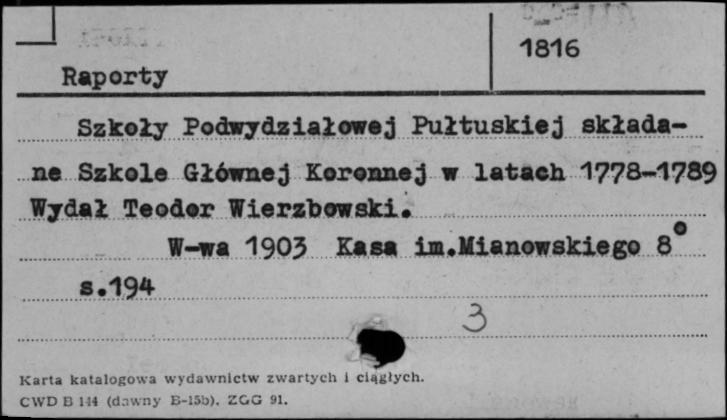 1816
Raporty
Szkoły Podwydziałowej Pułtuskiej składa-
ne Szkole Głównej Koronnej w latach 1778-1789
Wydał Teodor Wierzbowski.
W-wa 1903 Kasa im.Mianowskiego 8°
s.194
3
Karta katalogowa wydawnictw zwartych i ciągłych.
CWD B 144 (dawny B-15b). ZGG 91.